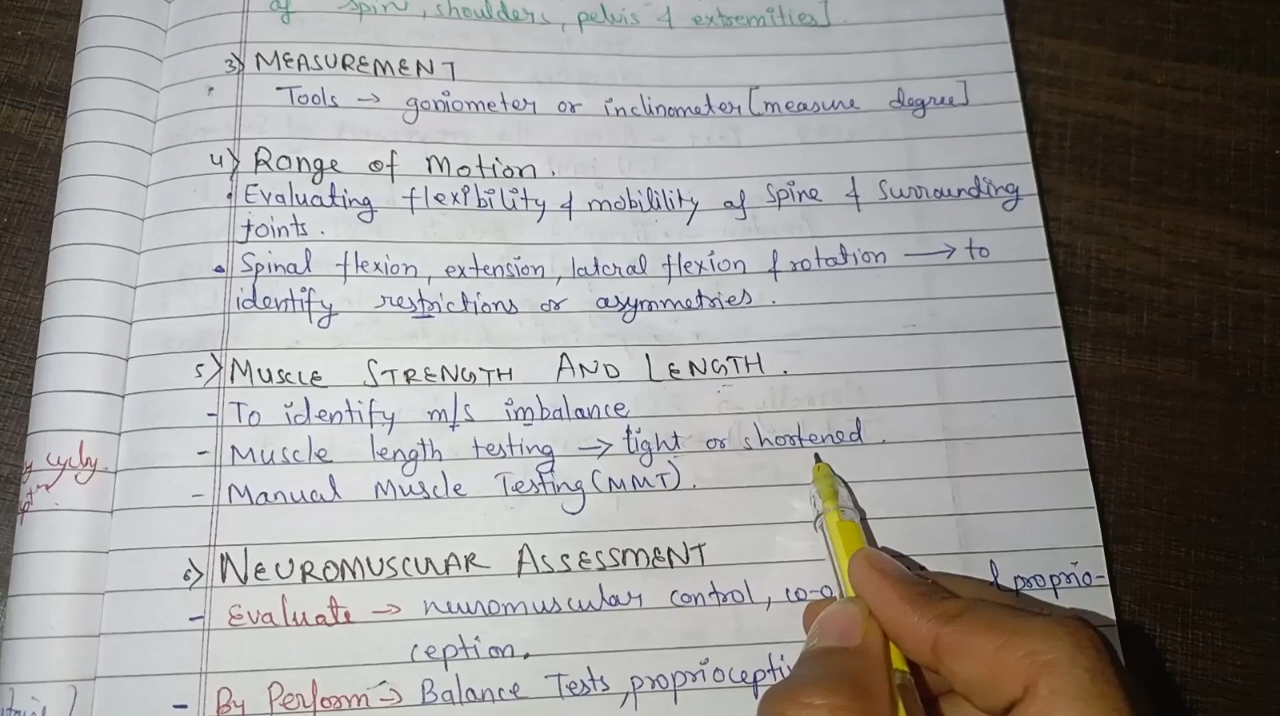 of spin, shoulders, pelvis & extremities].
3) MEASUREMENT
Tools → goniometer or inclinometer [measure degree]
4) Range of Motion.
• Evaluating flexibility & mobility of Spine & Surrounding
joints.
• Spinal flexion, extension, lateral flexion & rotation → to
identify restrictions or asymmetries.
5) MUSCLE STRENGTH AND LENGTH.
- To identify m/s imbalance
- Muscle length testing → tight or shortened.
- Manual Muscle Testing (MMT).
6) NEUROMUSCULAR ASSESSMENT
- Evaluate → neuromuscular control, co-o & proprio-
ception.
- By Perform → Balance Tests, propriocepti